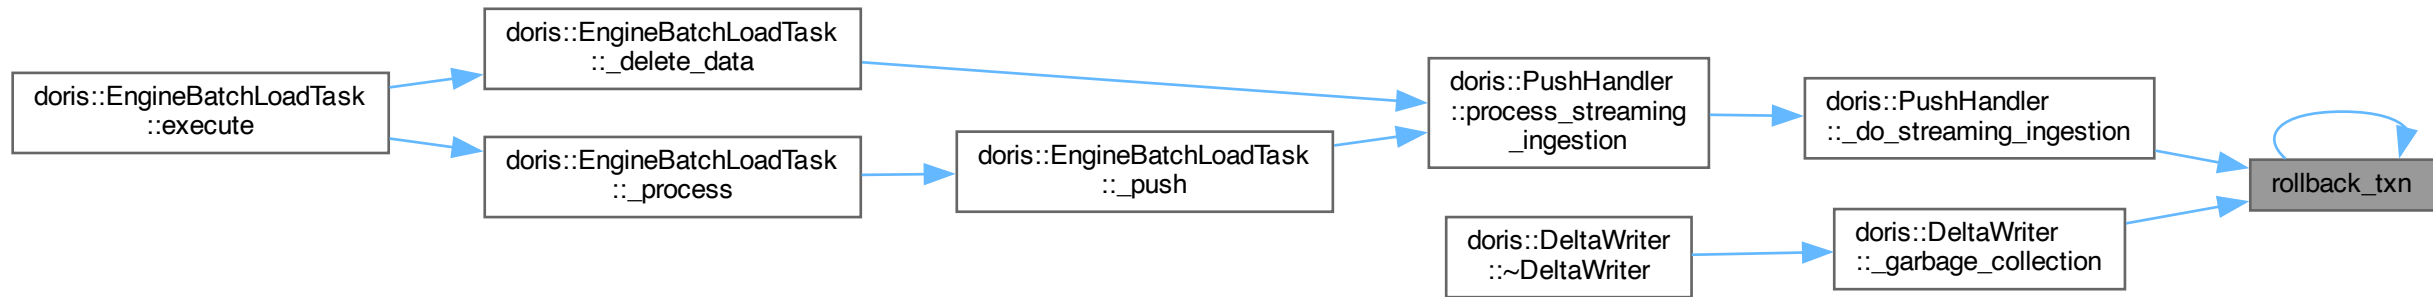 doris::EngineBatchLoadTask
::execute
doris::EngineBatchLoadTask
::_delete_data
doris::EngineBatchLoadTask
::_process
doris::EngineBatchLoadTask
::_push
doris::PushHandler
::process_streaming
_ingestion
doris::DeltaWriter
::~DeltaWriter
doris::PushHandler
::_do_streaming_ingestion
doris::DeltaWriter
::_garbage_collection
rollback_txn